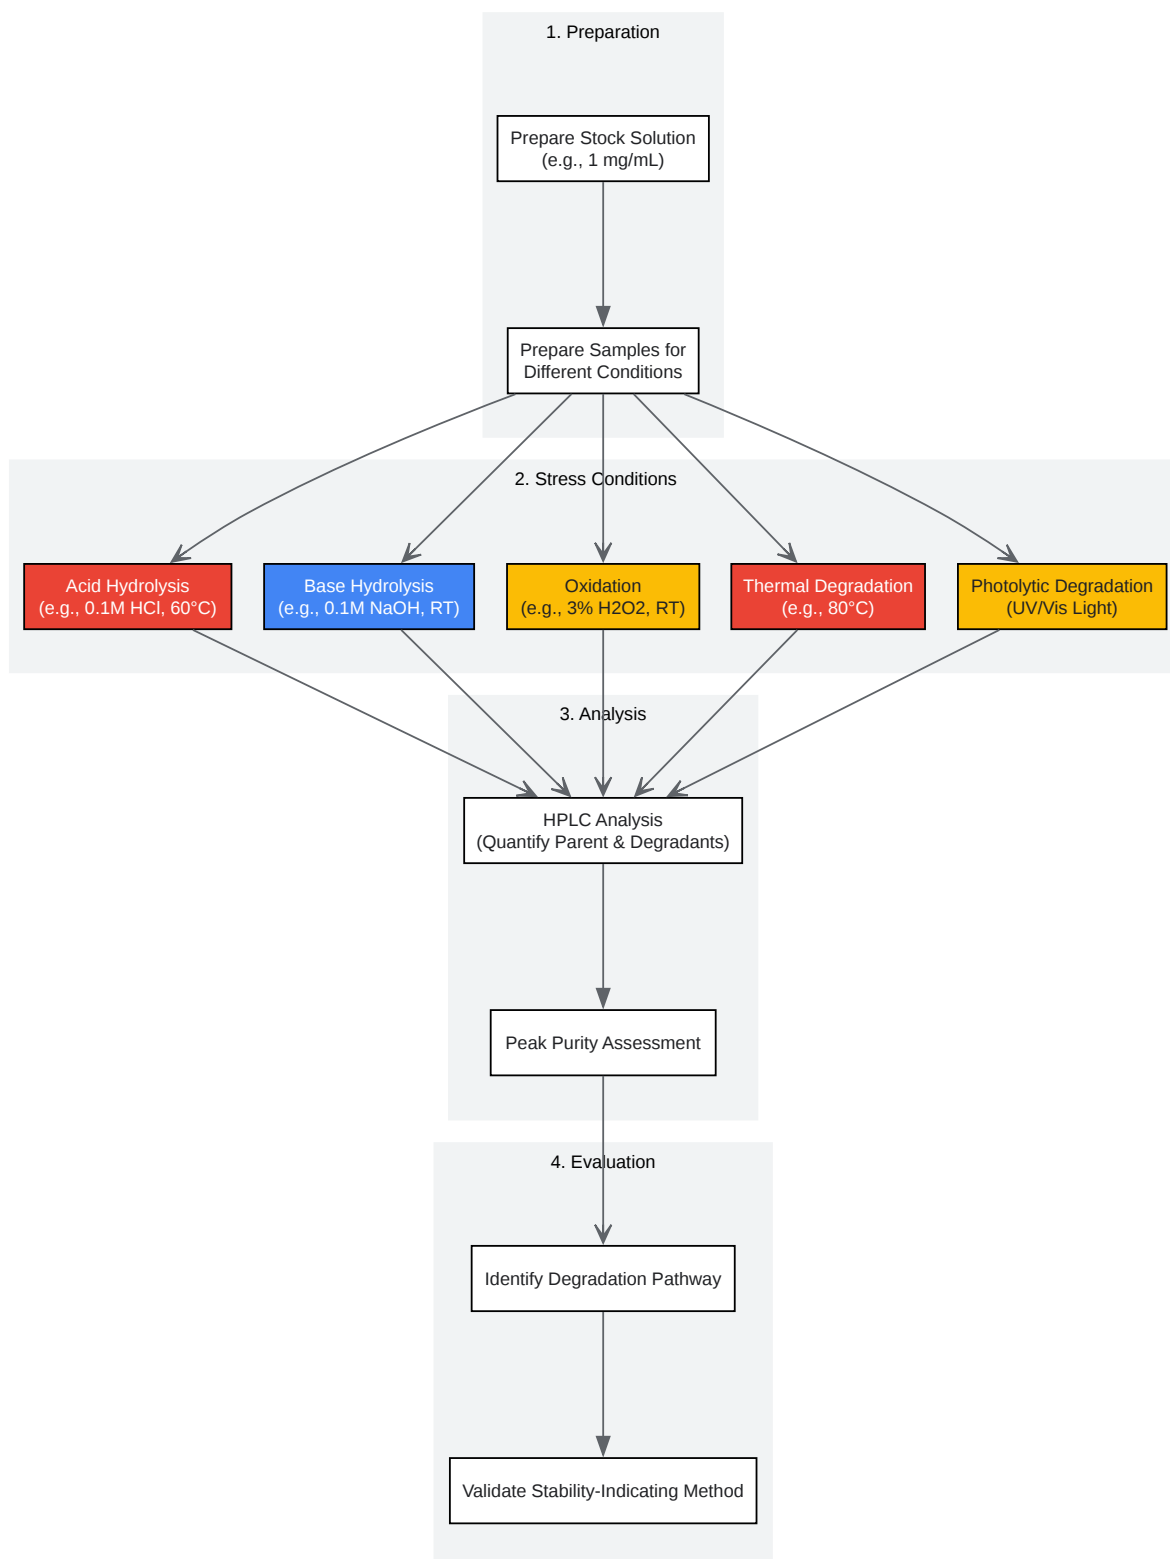 1. Preparation
Prepare Stock Solution
(e.g., 1 mg/mL)
Prepare Samples for
Different Conditions
2. Stress Conditions
Acid Hydrolysis
(e.g., 0.1M HCl, 60°C)
Base Hydrolysis
(e.g., 0.1M NaOH, RT)
Oxidation
(e.g., 3% H2O2, RT)
Thermal Degradation
(e.g., 80°C)
Photolytic Degradation
(UV/Vis Light)
3. Analysis
HPLC Analysis
(Quantify Parent & Degradants)
Peak Purity Assessment
4. Evaluation
Identify Degradation Pathway
Validate Stability-Indicating Method